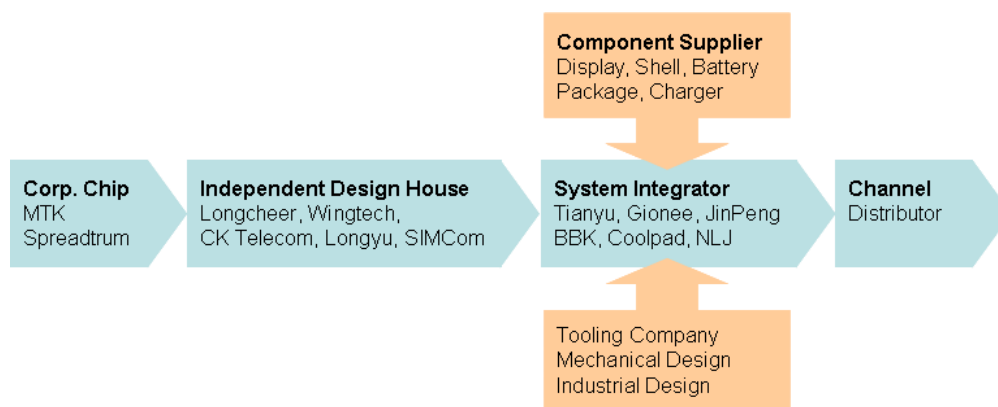 Component Supplier
Display, Shell, Battery
Package, Charger
Corp. Chip
MTK
Spreadtrum
Independent Design House
Longcheer, Wingtech,
CK Telecom, Longyu, SIMCom
System Integrator
Tianyu, Gionee, JinPeng
BBK, Coolpad, NLJ
Channel
Distributor
Tooling Company
Mechanical Design
Industrial Design